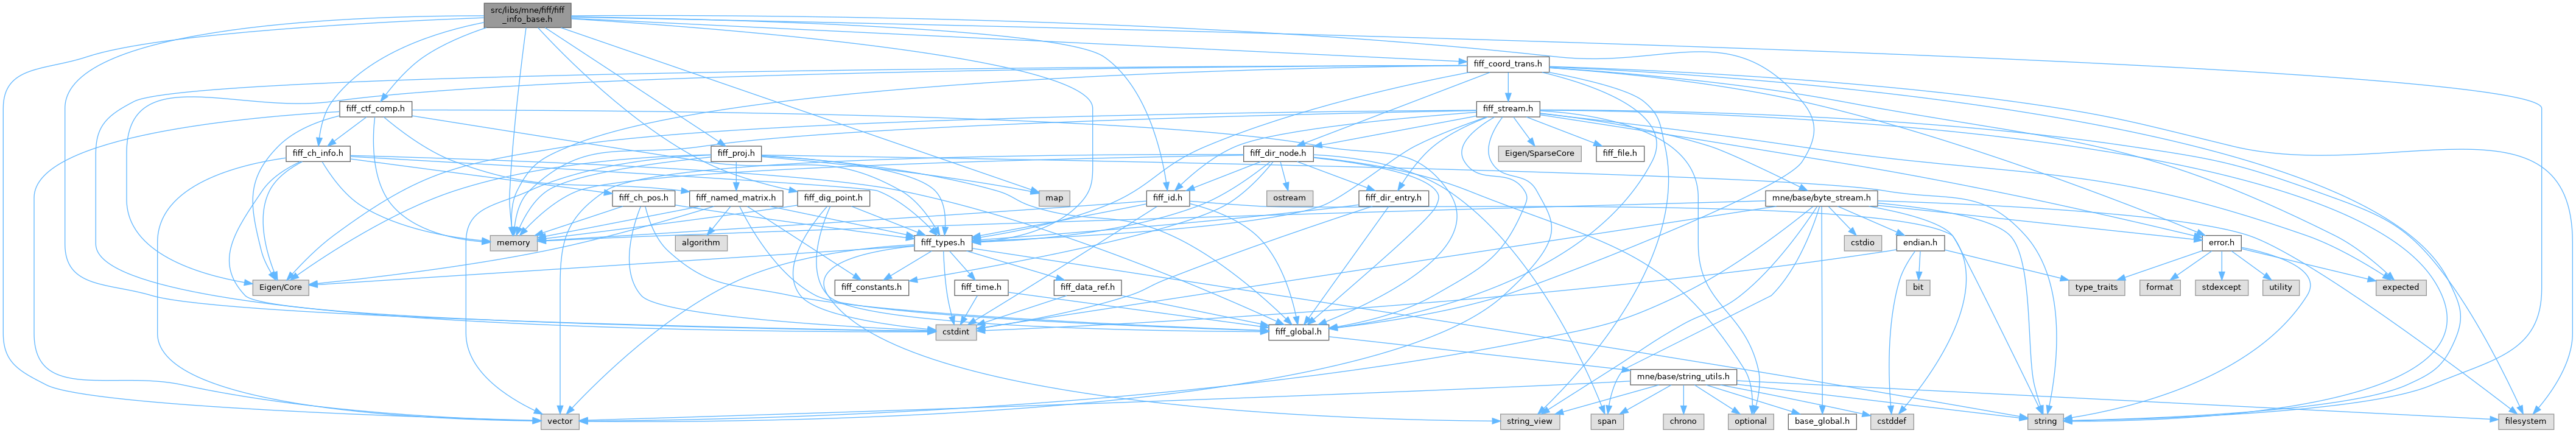 src/libs/mne/fiff/fiff
_info_base.h
fiff_coord_trans.h
fiff_ctf_comp.h
fiff_stream.h
fiff_ch_info.h
fiff_proj.h
fiff_dir_node.h
Eigen/SparseCore
fiff_file.h
fiff_ch_pos.h
fiff_named_matrix.h
fiff_dig_point.h
map
fiff_id.h
ostream
fiff_dir_entry.h
mne/base/byte_stream.h
memory
algorithm
fiff_types.h
cstdio
endian.h
error.h
Eigen/Core
fiff_constants.h
fiff_time.h
fiff_data_ref.h
bit
type_traits
format
stdexcept
utility
expected
cstdint
fiff_global.h
mne/base/string_utils.h
vector
string_view
span
chrono
optional
base_global.h
cstddef
string
filesystem